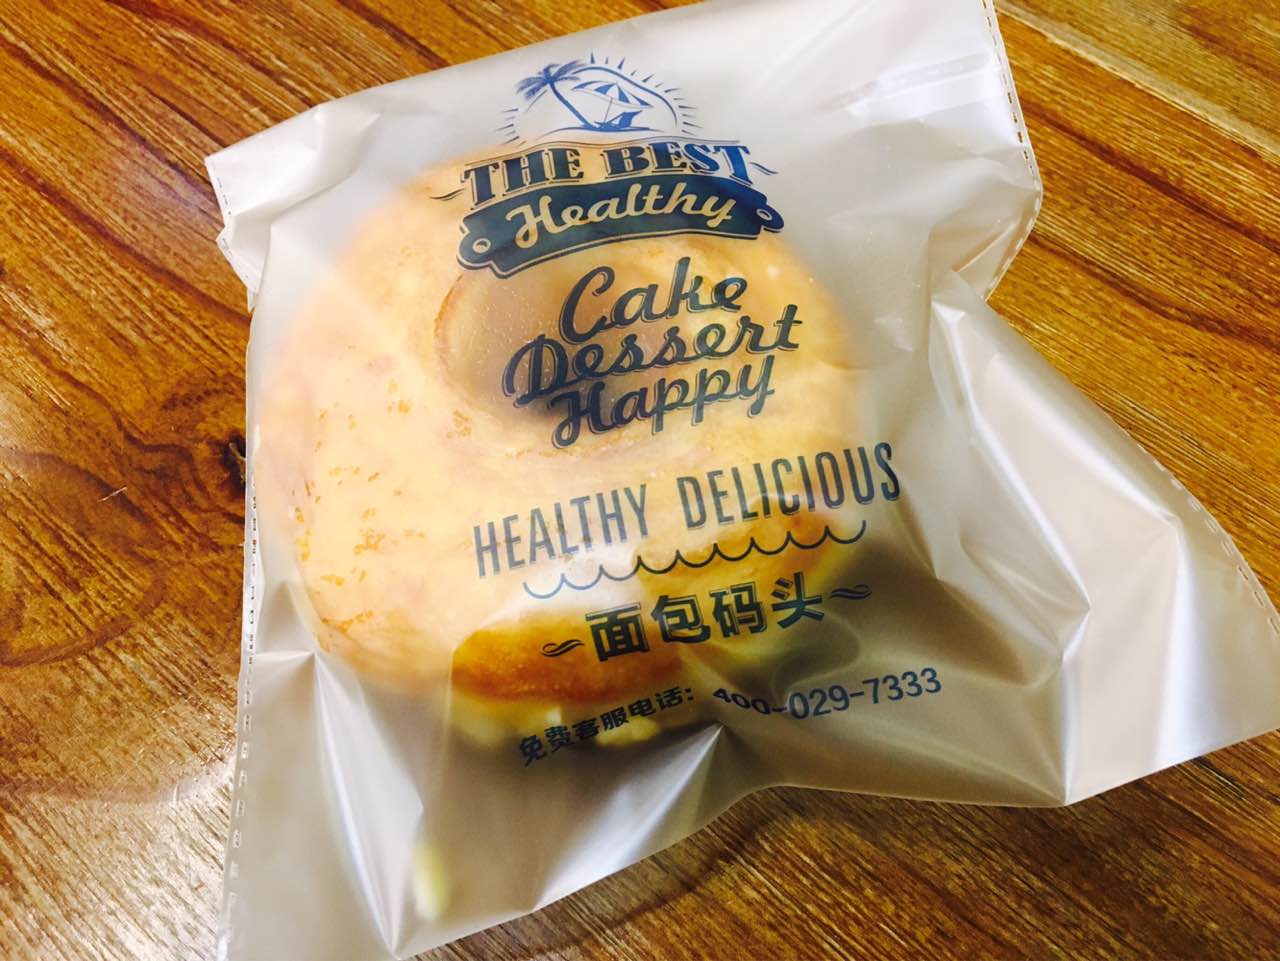 THE BEST
Healthy
Cake
Dessert
Happy
HEALTHY DELICIOUS
面包码头
免费客服电话：400-029-7333